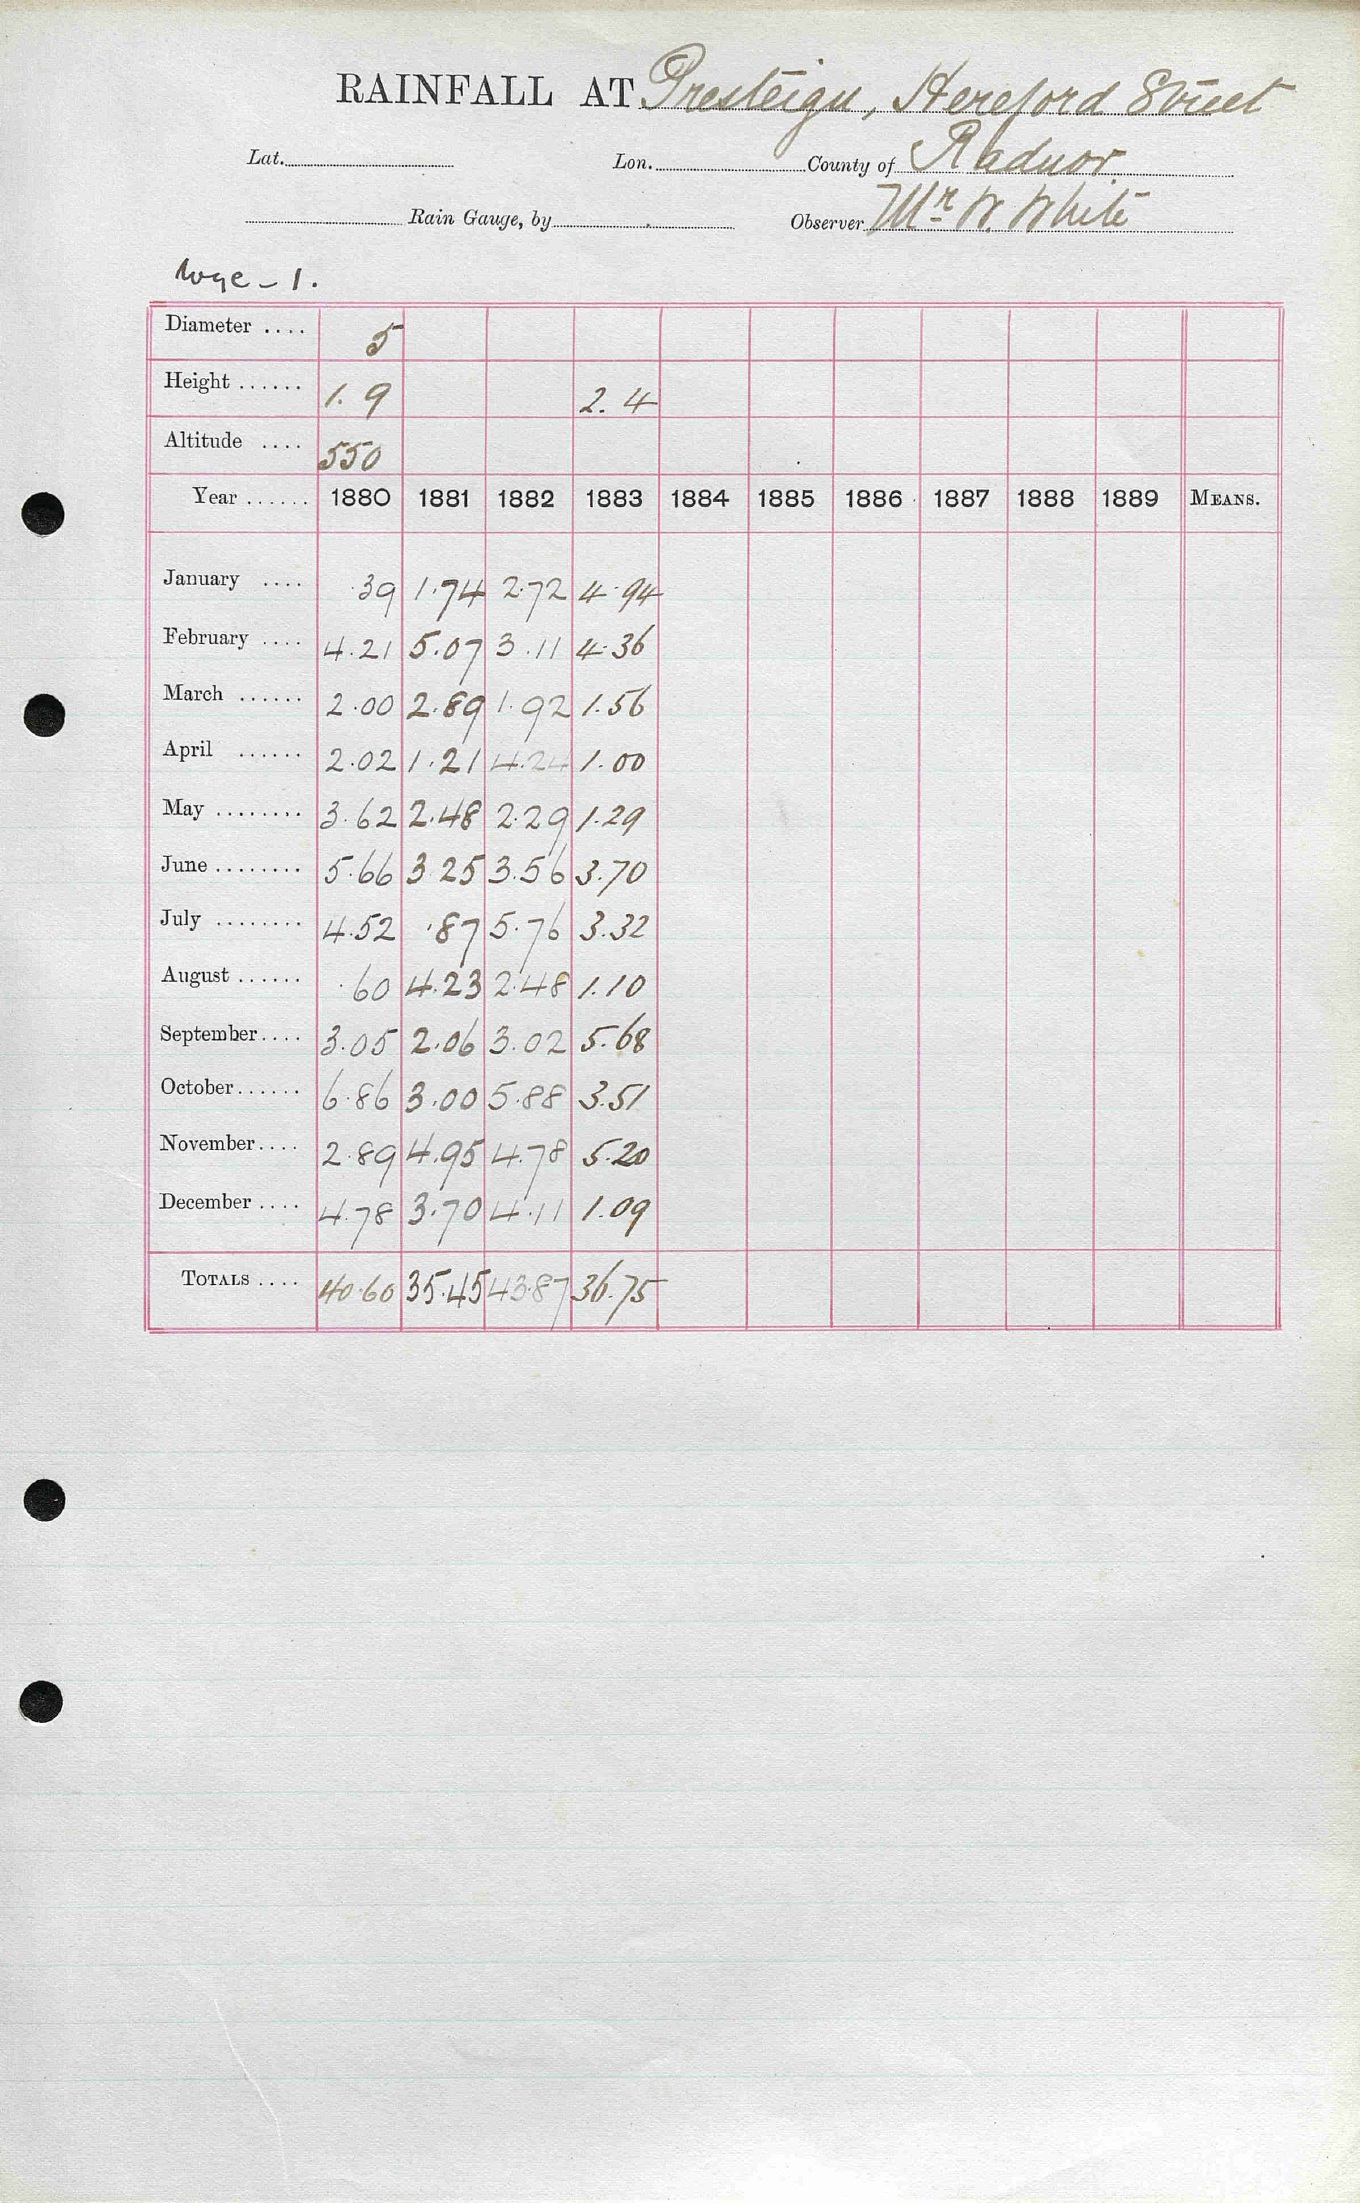 RAINFALL AT Presteign, Hereford Street
Lat. Lon. County of Radnor
Rain Gauge, by Observer Mr W. White
Wye - 1.
Diameter .... 5
Height ...... 1. 9 2. 4
Altitude .... 550
Year ...... 1880 1881 1882 1883 1884 1885 1886 1887 1888 1889 MEANS.
January .... .39 1.74 2.72 4.94
February .... 4.21 5.07 3.11 4.36
March ...... 2.00 2.89 1.92 1.56
April ...... 2.02 1.21 4.24 1.00
May ........ 3.62 2.48 2.29 1.29
June ........ 5.66 3.25 3.56 3.70
July ........ 4.52 .87 5.76 3.32
August ...... .60 4.23 2.48 1.10
September .... 3.05 2.06 3.02 5.68
October ...... 6.86 3.00 5.88 3.51
November .... 2.89 4.95 4.78 5.20
December .... 4.78 3.70 4.11 1.09
TOTALS .... 40.60 35.45 43.87 36.75